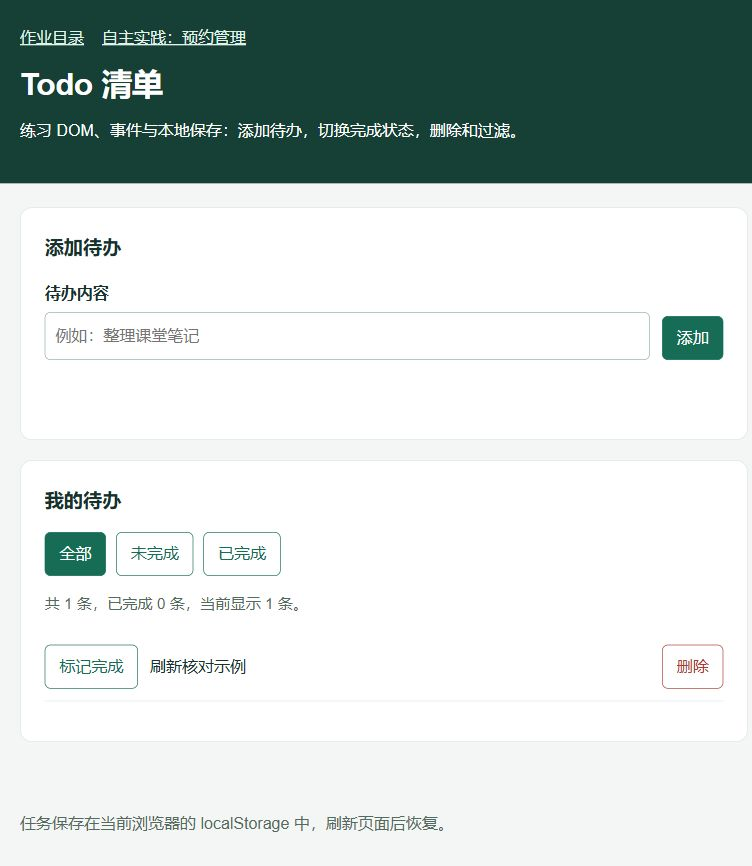 作业目录 自主实践：预约管理
Todo 清单
练习 DOM、事件与本地保存：添加待办，切换完成状态，删除和过滤。
添加待办
待办内容
例如：整理课堂笔记 添加
我的待办
全部 未完成 已完成
共 1 条，已完成 0 条，当前显示 1 条。
标记完成 刷新核对示例 删除
任务保存在当前浏览器的 localStorage 中，刷新页面后恢复。